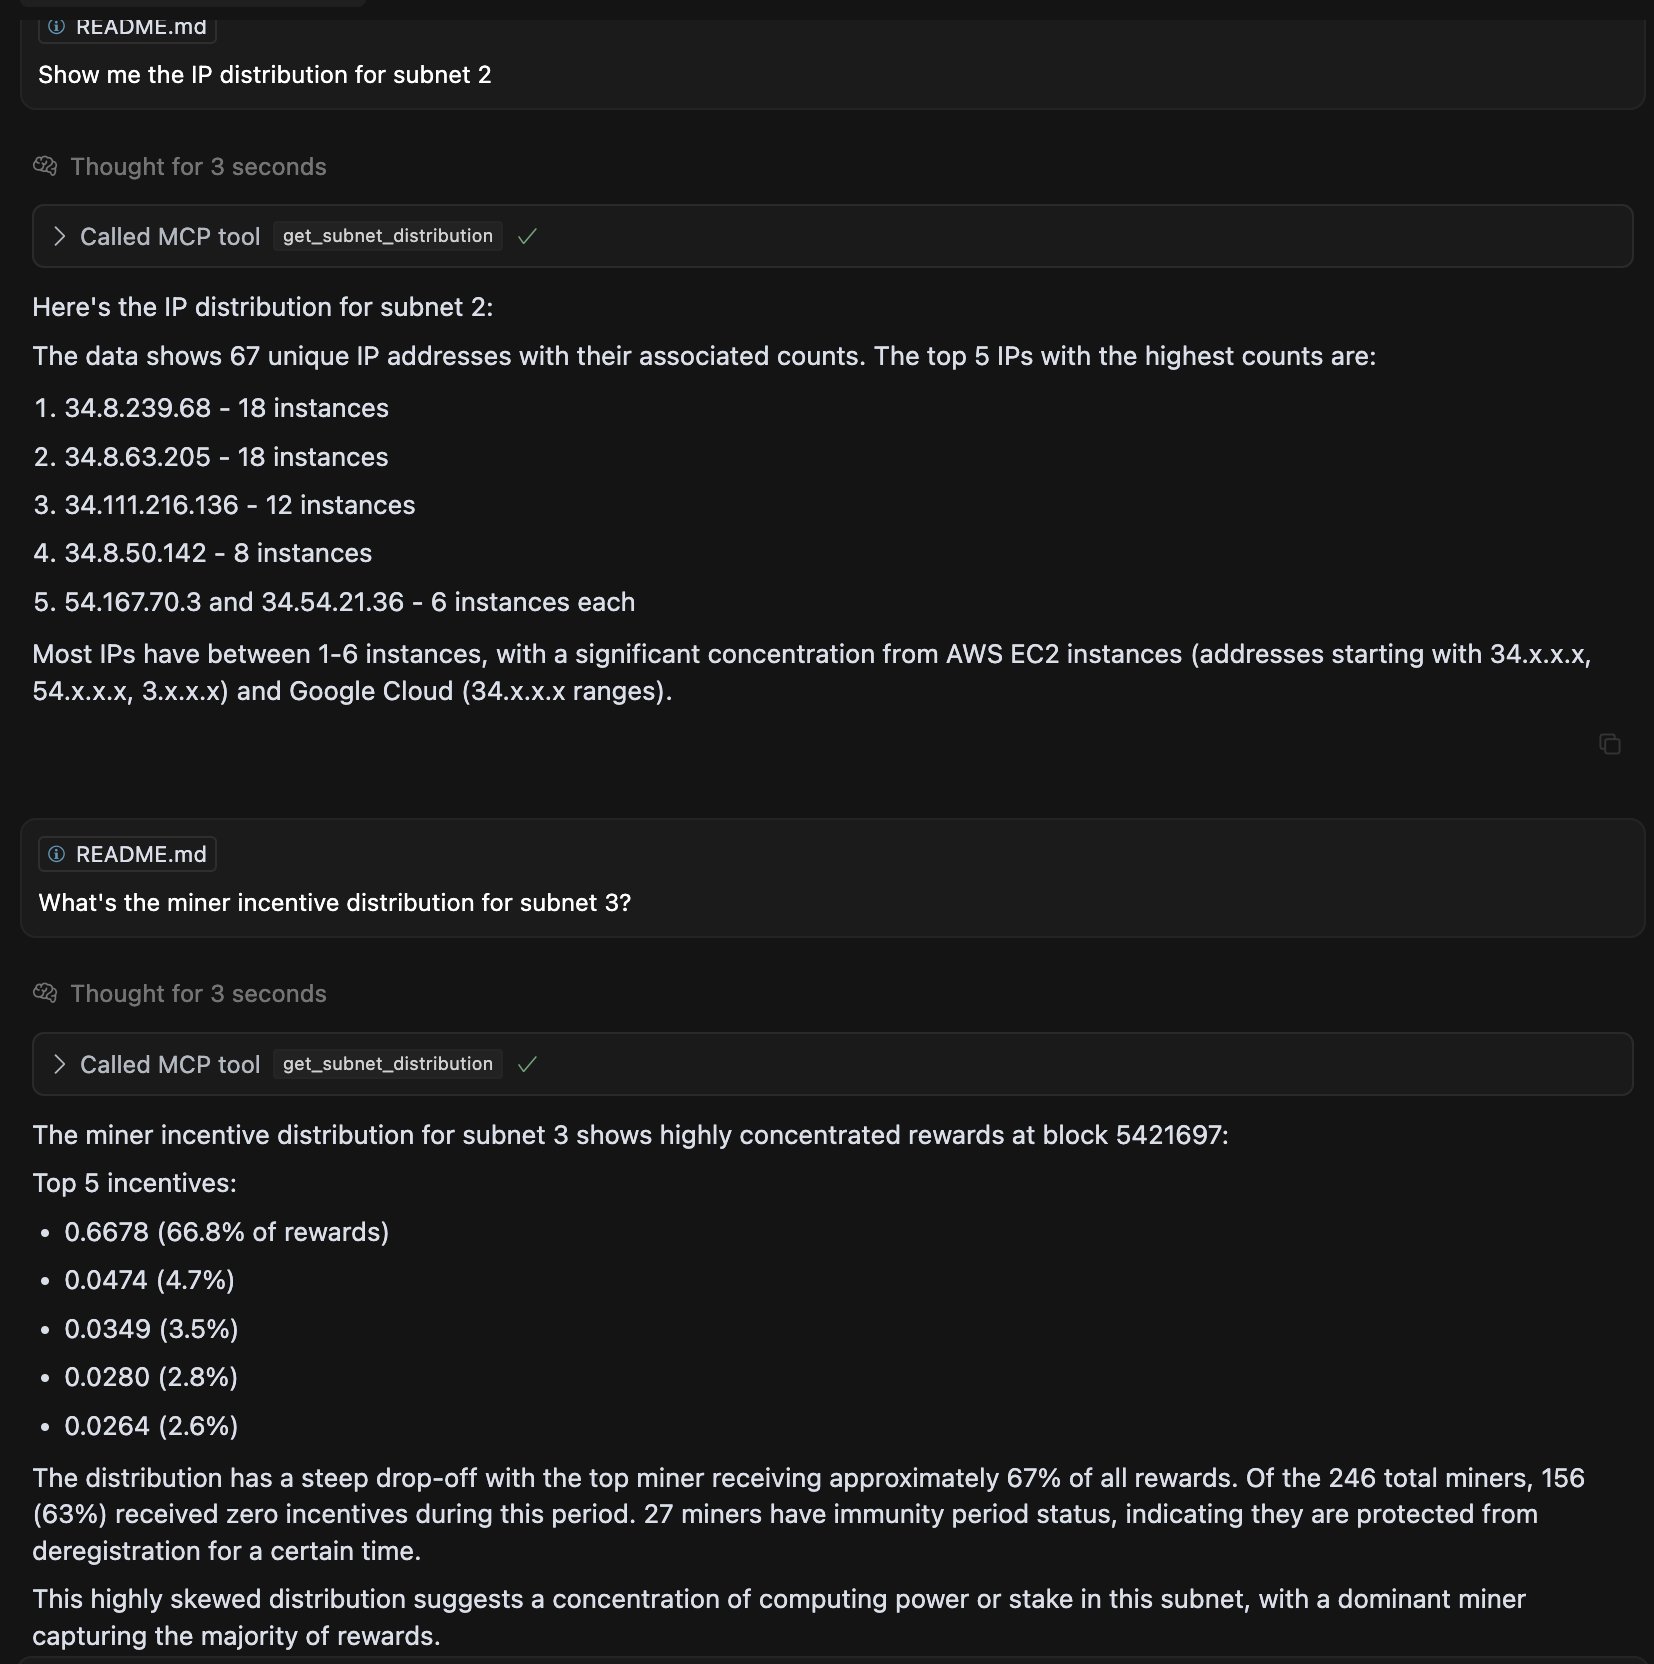 README.md
Show me the IP distribution for subnet 2
Thought for 3 seconds
Called MCP tool get_subnet_distribution
Here's the IP distribution for subnet 2:
The data shows 67 unique IP addresses with their associated counts. The top 5 IPs with the highest counts are:
1. 34.8.239.68 - 18 instances
2. 34.8.63.205 - 18 instances
3. 34.111.216.136 - 12 instances
4. 34.8.50.142 - 8 instances
5. 54.167.70.3 and 34.54.21.36 - 6 instances each
Most IPs have between 1-6 instances, with a significant concentration from AWS EC2 instances (addresses starting with 34.x.x.x,
54.x.x.x, 3.x.x.x) and Google Cloud (34.x.x.x ranges).
README.md
What's the miner incentive distribution for subnet 3?
Thought for 3 seconds
Called MCP tool get_subnet_distribution
The miner incentive distribution for subnet 3 shows highly concentrated rewards at block 5421697:
Top 5 incentives:
• 0.6678 (66.8% of rewards)
• 0.0474 (4.7%)
• 0.0349 (3.5%)
• 0.0280 (2.8%)
• 0.0264 (2.6%)
The distribution has a steep drop-off with the top miner receiving approximately 67% of all rewards. Of the 246 total miners, 156
(63%) received zero incentives during this period. 27 miners have immunity period status, indicating they are protected from
deregistration for a certain time.
This highly skewed distribution suggests a concentration of computing power or stake in this subnet, with a dominant miner
capturing the majority of rewards.